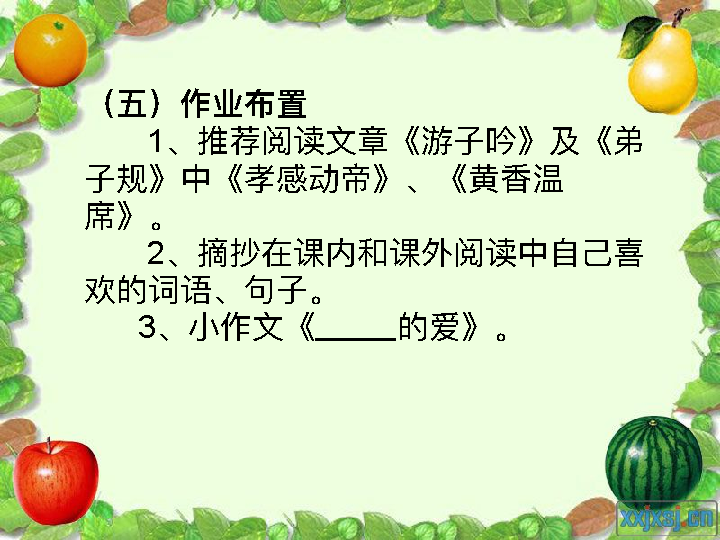 （五）作业布置
1、推荐阅读文章《游子吟》及《弟
子规》中《孝感动帝》、《黄香温
席》。
2、摘抄在课内和课外阅读中自己喜
欢的词语、句子。
3、小作文《_____的爱》。
xxjxsj.cn